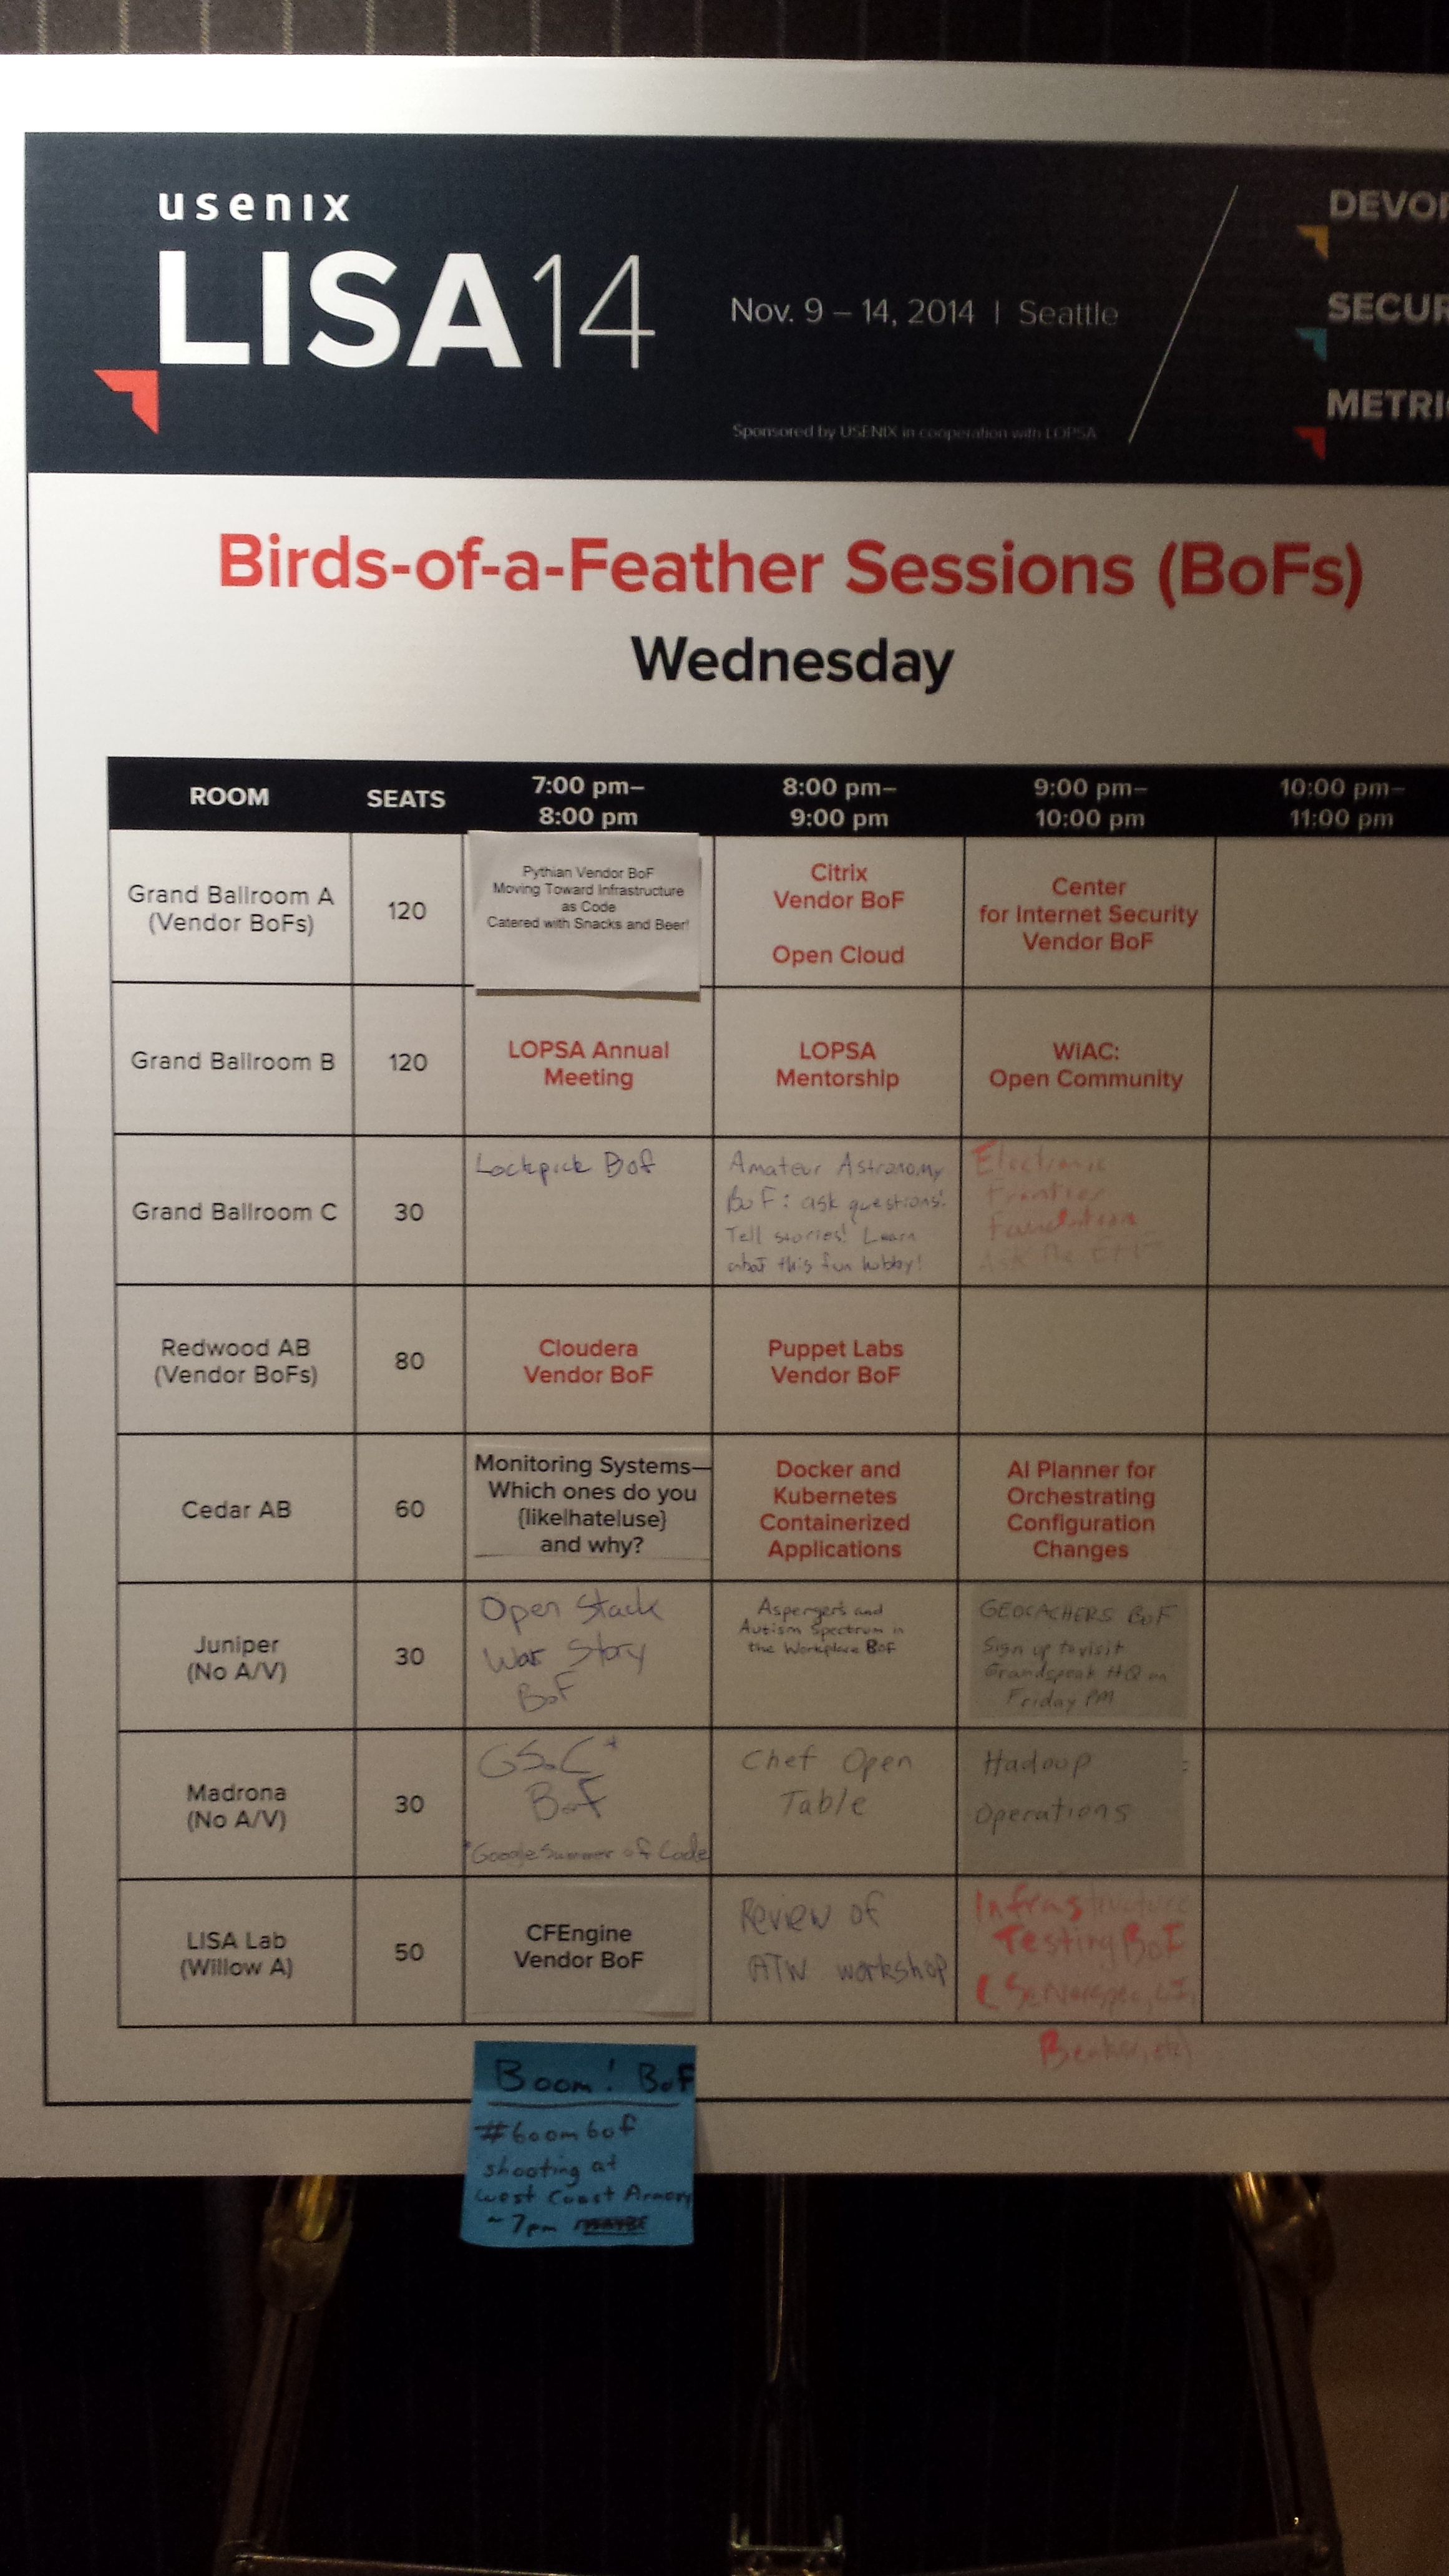 usenix
LISA14
Nov. 9 – 14, 2014 | Seattle
Sponsored by USENIX in cooperation with LOPSA
DEVO
SECUR
METRI
Birds-of-a-Feather Sessions (BoFs)
Wednesday
ROOM
SEATS
7:00 pm–
8:00 pm
8:00 pm–
9:00 pm
9:00 pm–
10:00 pm
10:00 pm–
11:00 pm
Grand Ballroom A
(Vendor BoFs)
120
Pythian Vendor BoF
Moving Toward Infrastructure
as Code
Catered with Snacks and Beer!
Citrix
Vendor BoF
Open Cloud
Center
for Internet Security
Vendor BoF
Grand Ballroom B
120
LOPSA Annual
Meeting
LOPSA
Mentorship
WiAC:
Open Community
Grand Ballroom C
30
Lockpick BoF
Amateur Astronomy
BoF: ask questions!
Tell stories! Learn
about this fun hobby!
Electronic
Frontier
Foundation
Ask the EFF
Redwood AB
(Vendor BoFs)
80
Cloudera
Vendor BoF
Puppet Labs
Vendor BoF
Cedar AB
60
Monitoring Systems—
Which ones do you
{like|hate|use}
and why?
Docker and
Kubernetes
Containerized
Applications
AI Planner for
Orchestrating
Configuration
Changes
Juniper
(No A/V)
30
Open Stack
War Story
BoF
Asperger's and
Autism Spectrum in
the Workplace BoF
GEOCACHERS BoF
Sign up to visit
Groundspeak HQ on
Friday PM
Madrona
(No A/V)
30
GSoC*
BoF
*Google Summer of Code
Chef Open
Table
Hadoop
Operations
LISA Lab
(Willow A)
50
CFEngine
Vendor BoF
Review of
ATW workshop
Infrastructure
Testing BoF
(Serverspec, CI,
Beaker, etc)
Boom! BoF
#boombof
shooting at
West Coast Armory
~7pm